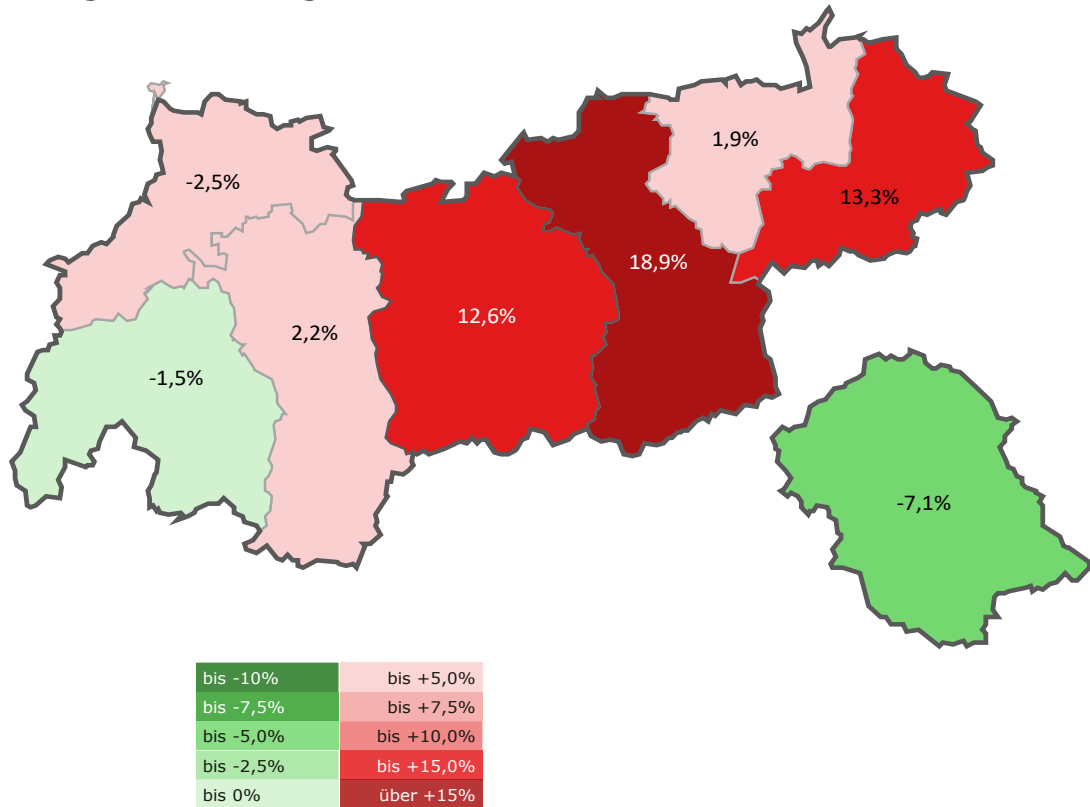 1,9%
-2,5%
13,3%
18,9%
12,6%
2,2%
-1,5%
-7,1%
bis -10% bis +5,0%
bis -7,5% bis +7,5%
bis -5,0% bis +10,0%
bis -2,5% bis +15,0%
bis 0% über +15%